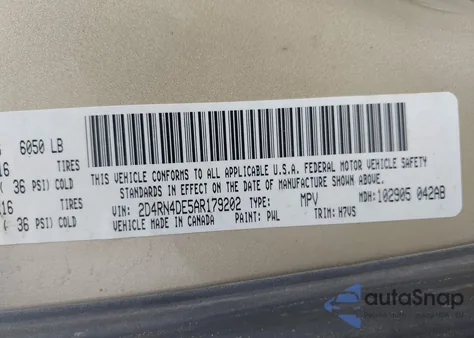 6050 LB
16 TIRES
( 36 PSI) COLD
16 TIRES
( 36 PSI) COLD
THIS VEHICLE CONFORMS TO ALL APPLICABLE U.S.A. FEDERAL MOTOR VEHICLE SAFETY
STANDARDS IN EFFECT ON THE DATE OF MANUFACTURE SHOWN ABOVE.
VIN: 2D4RN4DE5AR179202 TYPE: MPV MDH: 102905 042AB
VEHICLE MADE IN CANADA PAINT: PWL TRIM: H7V5
autoSnap